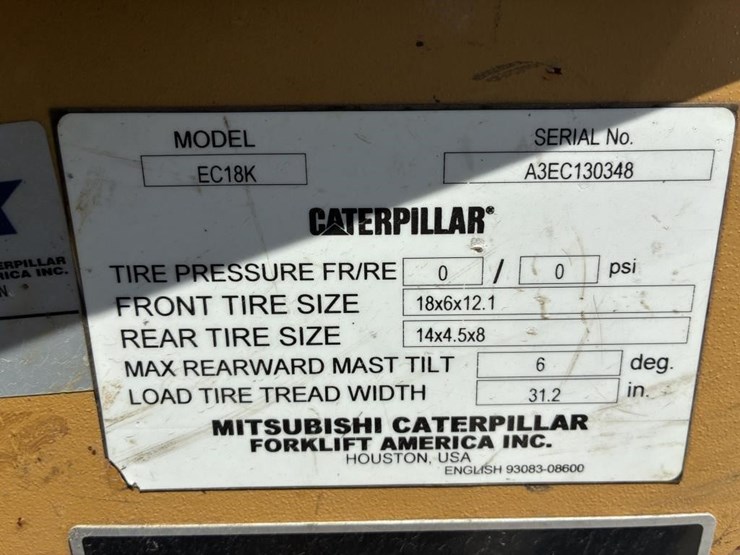 MODEL
EC18K
SERIAL No.
A3EC130348
CATERPILLAR®
TIRE PRESSURE FR/RE 0 / 0 psi
FRONT TIRE SIZE 18x6x12.1
REAR TIRE SIZE 14x4.5x8
MAX REARWARD MAST TILT 6 deg.
LOAD TIRE TREAD WIDTH 31.2 in.
MITSUBISHI CATERPILLAR
FORKLIFT AMERICA INC.
HOUSTON, USA
ENGLISH 93083-08600
ERPILLAR
RICA INC.
N